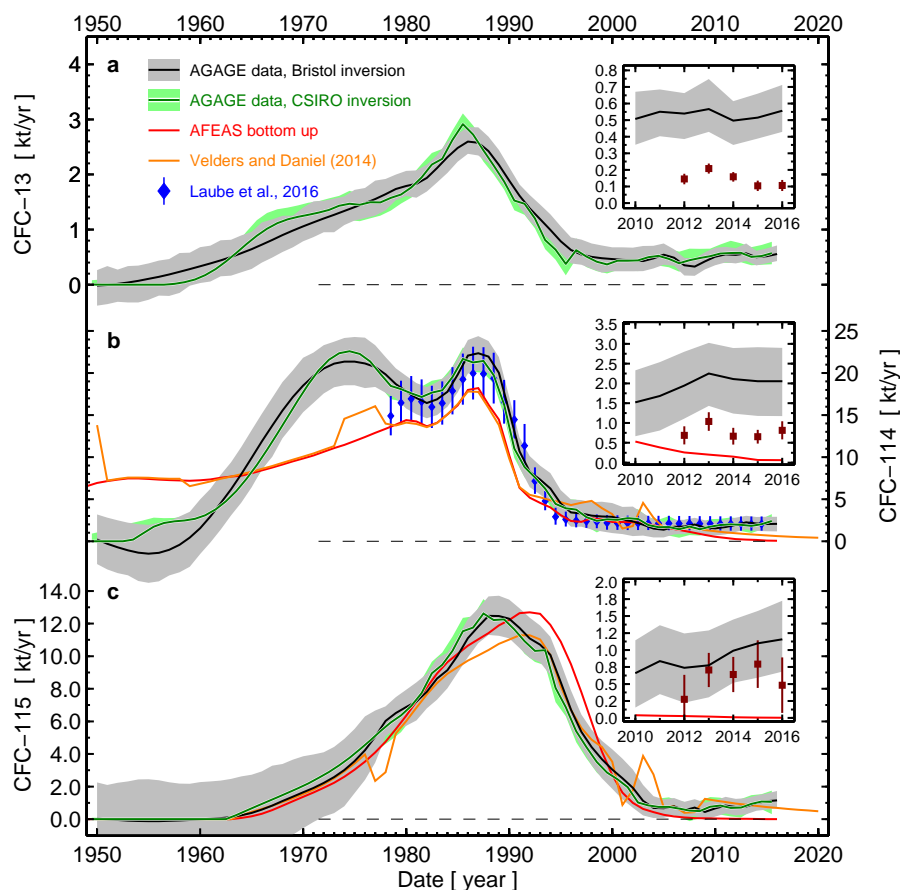 1950 1960 1970 1980 1990 2000 2010 2020
a
AGAGE data, Bristol inversion
AGAGE data, CSIRO inversion
AFEAS bottom up
Velders and Daniel (2014)
Laube et al., 2016
CFC−13 [ kt/yr]
4
3
2
1
0
0.8
0.7
0.6
0.5
0.4
0.3
0.2
0.1
0.0
2010 2012 2014 2016
b
CFC−114 [ kt/yr]
25
20
15
10
5
0
3.5
3.0
2.5
2.0
1.5
1.0
0.5
0.0
2010 2012 2014 2016
c
CFC−115 [ kt/yr]
14.0
12.0
10.0
8.0
6.0
4.0
2.0
0.0
2.0
1.8
1.5
1.2
1.0
0.8
0.5
0.2
0.0
2010 2012 2014 2016
1950 1960 1970 1980 1990 2000 2010 2020
Date [ year ]